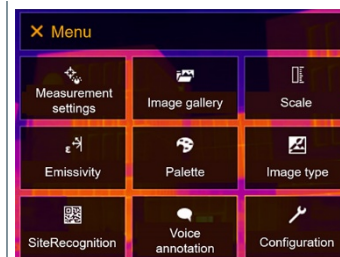 Menu
Measurement
settings
Image gallery
Scale
Emissivity
Palette
Image type
SiteRecognition
Voice
annotation
Configuration